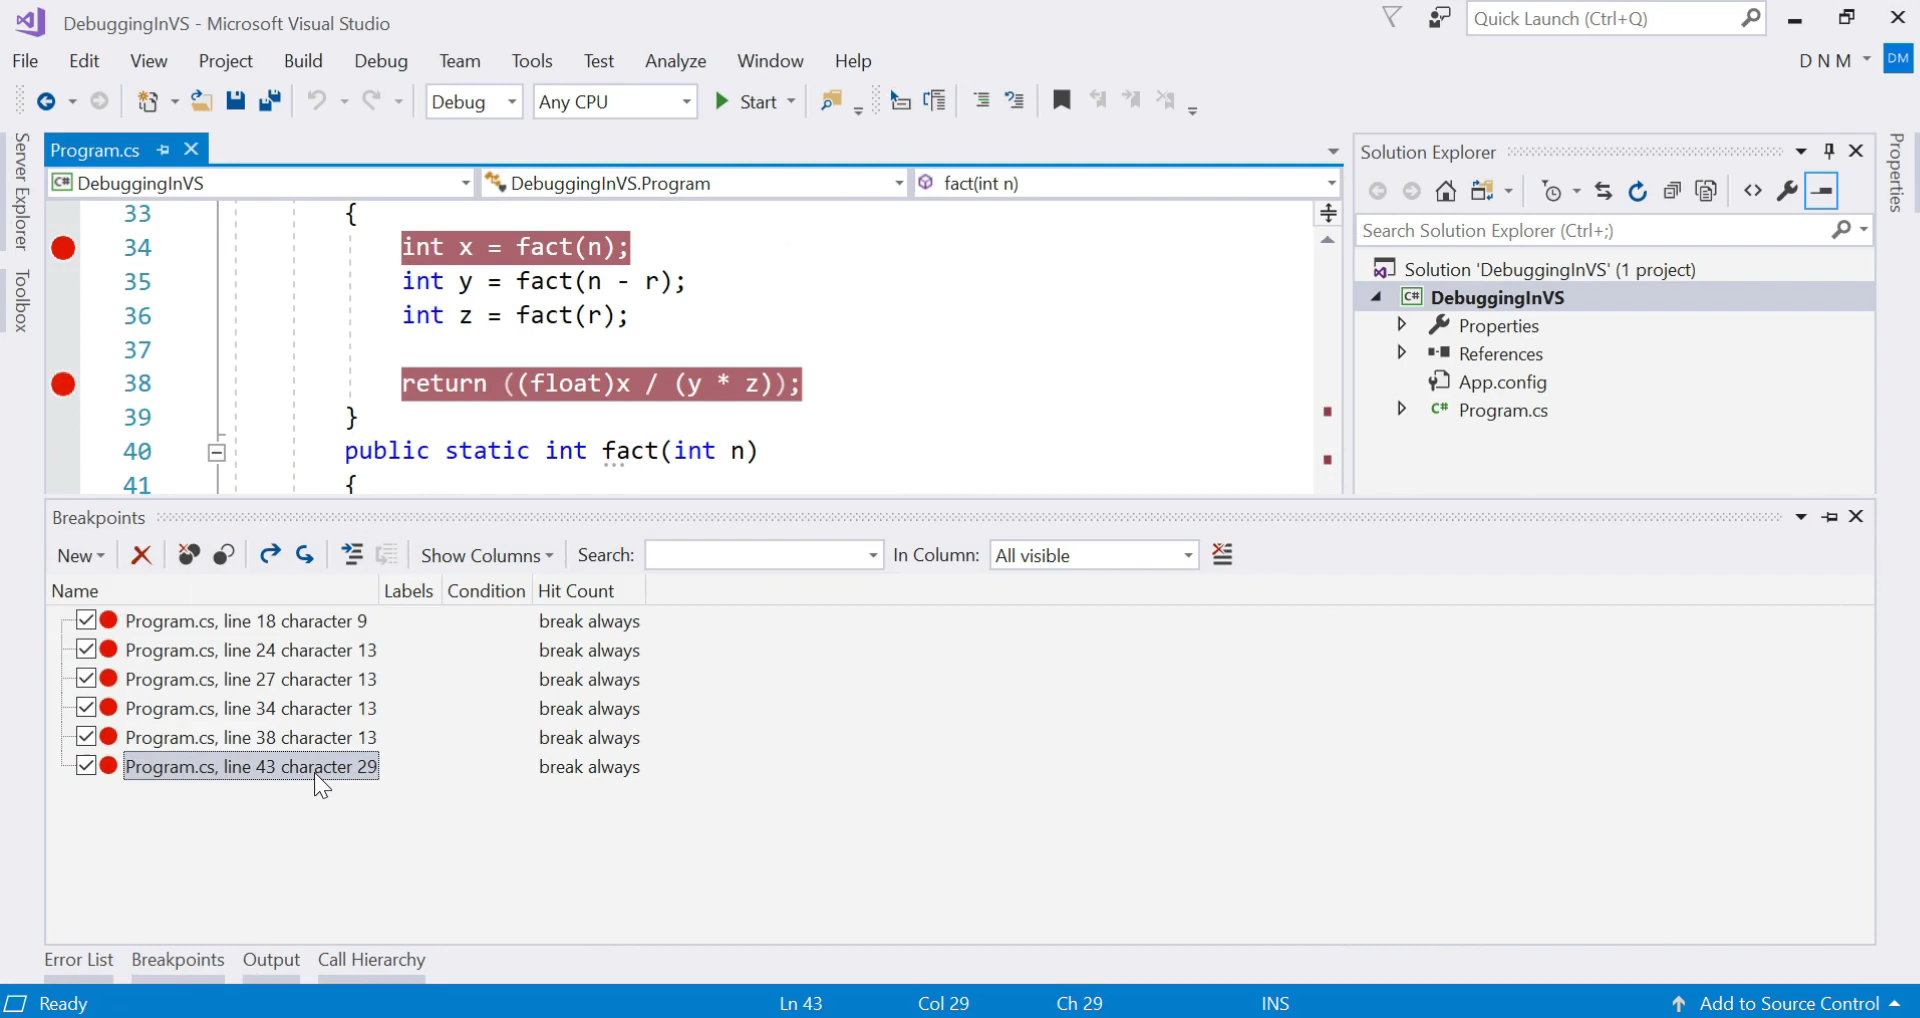 DebuggingInVS - Microsoft Visual Studio
Quick Launch (Ctrl+Q)
File Edit View Project Build Debug Team Tools Test Analyze Window Help
D N M DM
Debug Any CPU Start
Server Explorer
Toolbox
Program.cs
C# DebuggingInVS DebuggingInVS.Program fact(int n)
33 {
34 int x = fact(n);
35 int y = fact(n - r);
36 int z = fact(r);
37
38 return ((float)x / (y * z));
39 }
40 public static int fact(int n)
41 {
Solution Explorer
Search Solution Explorer (Ctrl+;)
Solution 'DebuggingInVS' (1 project)
C# DebuggingInVS
Properties
References
App.config
C# Program.cs
Properties
Breakpoints
New Show Columns Search: In Column: All visible
Name Labels Condition Hit Count
Program.cs, line 18 character 9 break always
Program.cs, line 24 character 13 break always
Program.cs, line 27 character 13 break always
Program.cs, line 34 character 13 break always
Program.cs, line 38 character 13 break always
Program.cs, line 43 character 29 break always
Error List Breakpoints Output Call Hierarchy
Ready Ln 43 Col 29 Ch 29 INS Add to Source Control